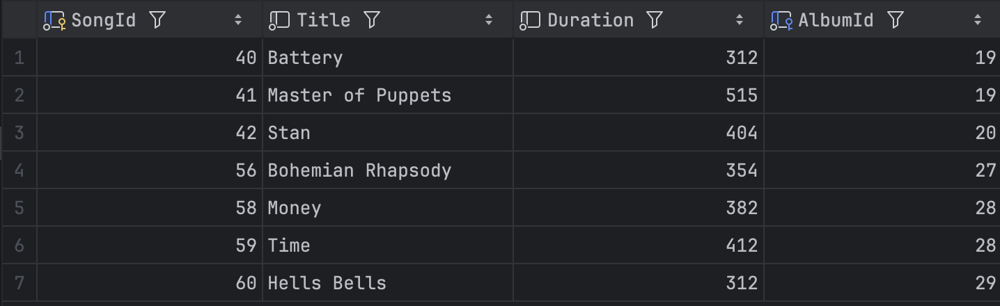 SongId Title Duration AlbumId
1 40 Battery 312 19
2 41 Master of Puppets 515 19
3 42 Stan 404 20
4 56 Bohemian Rhapsody 354 27
5 58 Money 382 28
6 59 Time 412 28
7 60 Hells Bells 312 29